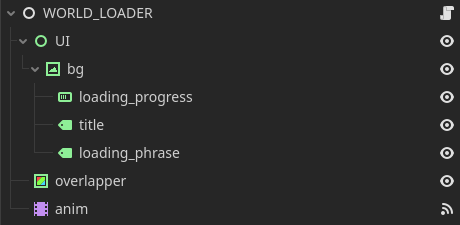 WORLD_LOADER
UI
bg
loading_progress
title
loading_phrase
overlapper
anim